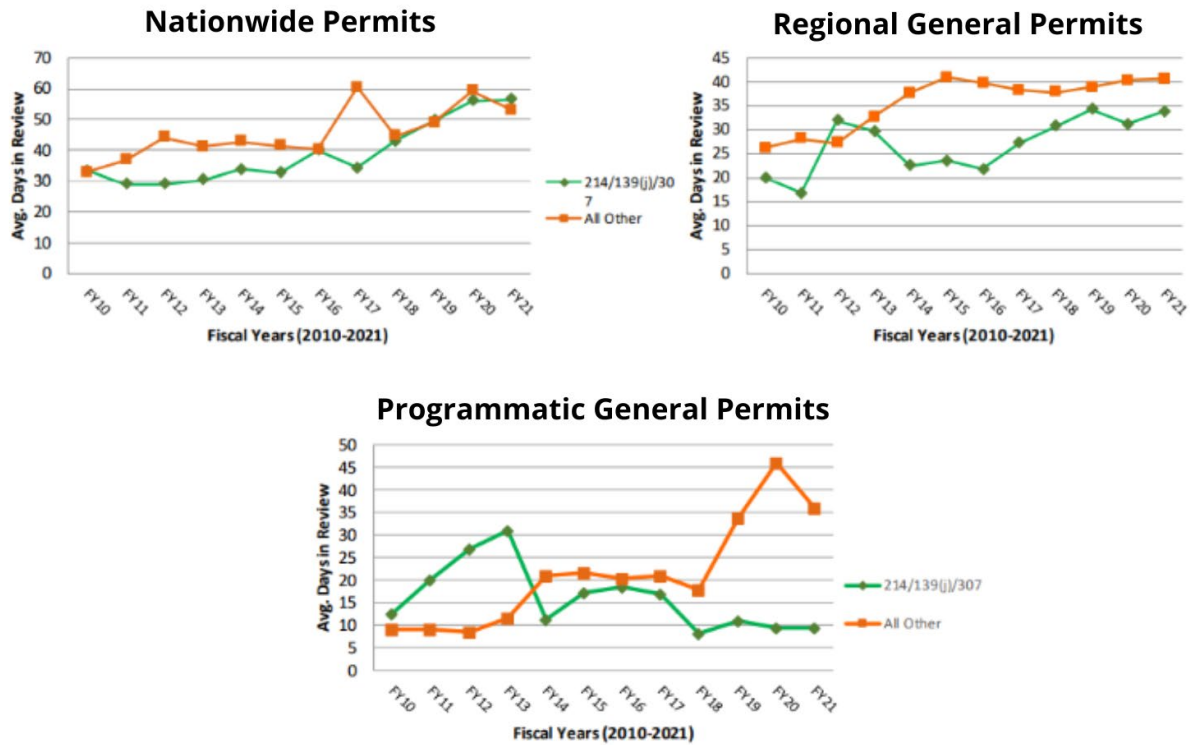 Nationwide Permits
70
60
50
40
30
20
10
0
Avg. Days in Review
FY10
FY11
FY12
FY13
FY14
FY15
FY16
FY17
FY18
FY19
FY20
FY21
Fiscal Years (2010-2021)
214/139(j)/30
7
All Other
Regional General Permits
45
40
35
30
25
20
15
10
5
0
Avg. Days in Review
FY10
FY11
FY12
FY13
FY14
FY15
FY16
FY17
FY18
FY19
FY20
FY21
Fiscal Years (2010-2021)
Programmatic General Permits
50
45
40
35
30
25
20
15
10
5
0
Avg. Days in Review
FY10
FY11
FY12
FY13
FY14
FY15
FY16
FY17
FY18
FY19
FY20
FY21
Fiscal Years (2010-2021)
214/139(j)/307
All Other